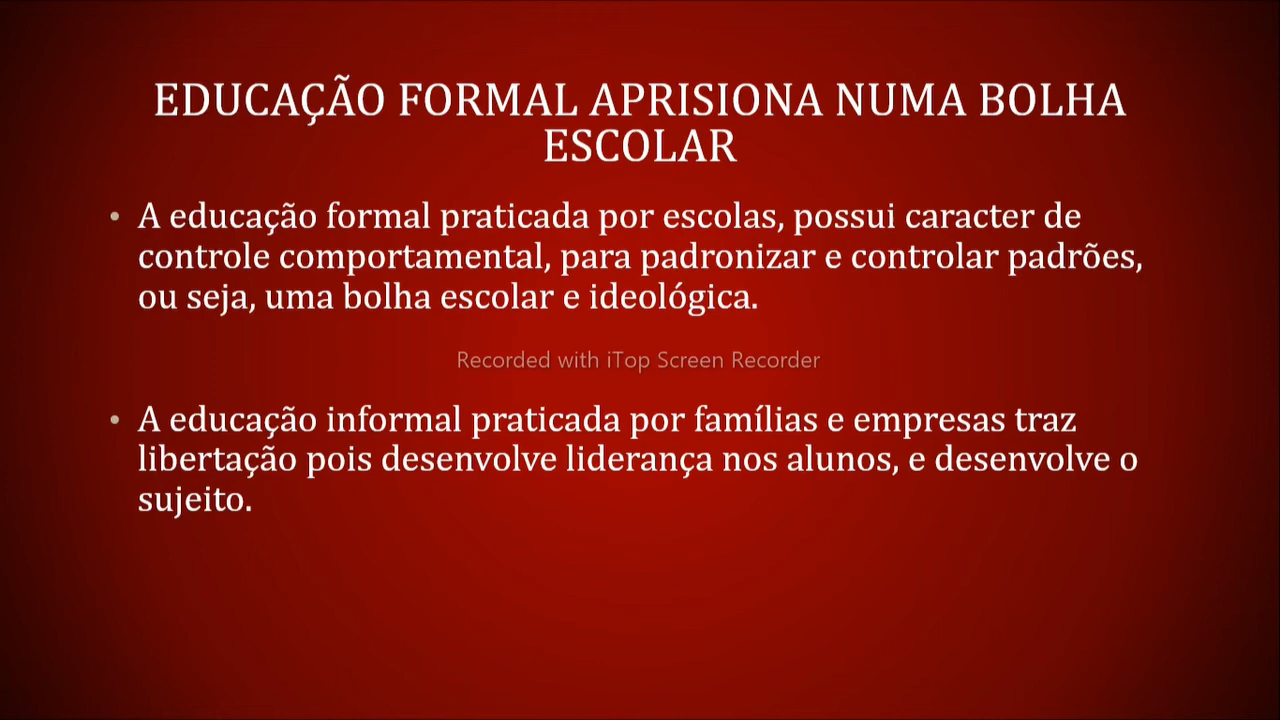 EDUCAÇÃO FORMAL APRISIONA NUMA BOLHA
ESCOLAR
• A educação formal praticada por escolas, possui caracter de
controle comportamental, para padronizar e controlar padrões,
ou seja, uma bolha escolar e ideológica.
Recorded with iTop Screen Recorder
• A educação informal praticada por famílias e empresas traz
libertação pois desenvolve liderança nos alunos, e desenvolve o
sujeito.